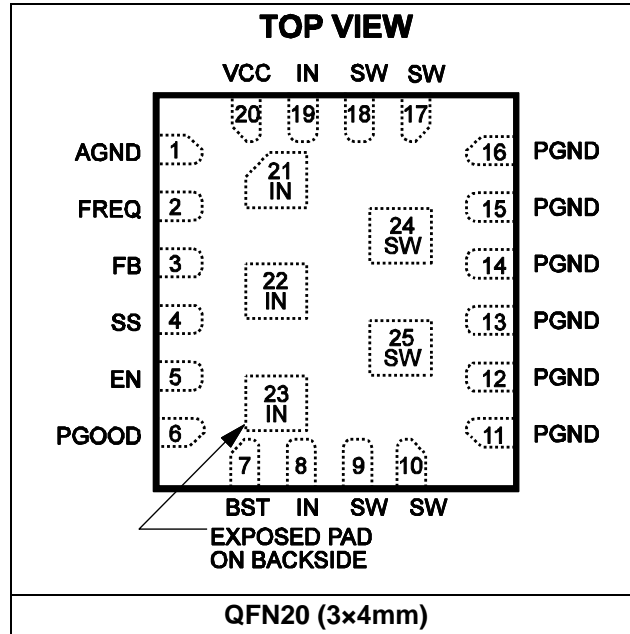 TOP VIEW
VCC IN SW SW
20 19 18 17
AGND 1
21
IN
16 PGND
FREQ 2
15 PGND
24
SW
FB 3
22
IN
14 PGND
SS 4
13 PGND
25
SW
EN 5
23
IN
12 PGND
PGOOD 6
11 PGND
7 8 9 10
BST IN SW SW
EXPOSED PAD
ON BACKSIDE
QFN20 (3×4mm)